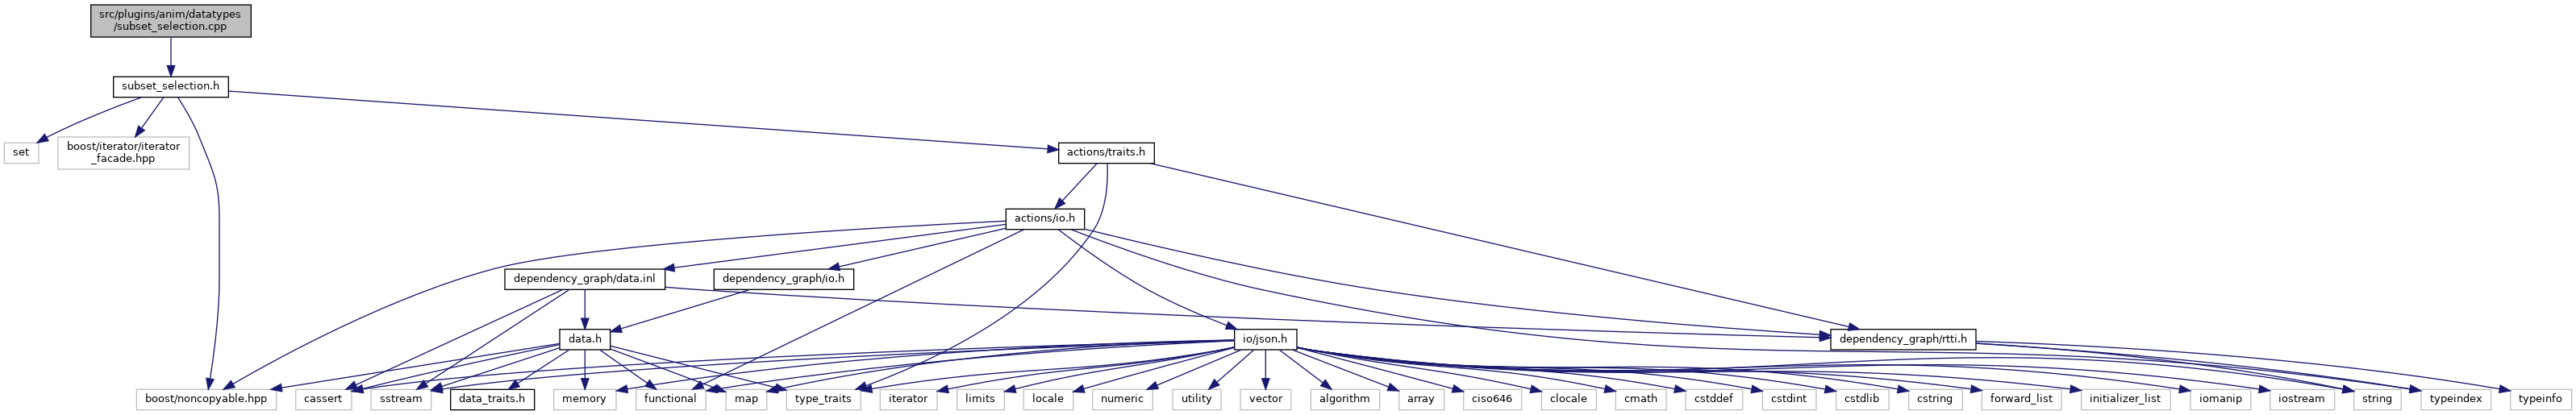 src/plugins/anim/datatypes
/subset_selection.cpp
subset_selection.h
set
boost/iterator/iterator
_facade.hpp
actions/traits.h
actions/io.h
dependency_graph/data.inl
dependency_graph/io.h
data.h
io/json.h
dependency_graph/rtti.h
boost/noncopyable.hpp
cassert
sstream
data_traits.h
memory
functional
map
type_traits
iterator
limits
locale
numeric
utility
vector
algorithm
array
ciso646
clocale
cmath
cstddef
cstdint
cstdlib
cstring
forward_list
initializer_list
iomanip
iostream
string
typeindex
typeinfo